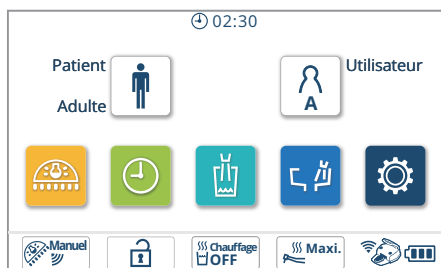 02:30
Patient
Utilisateur
Adulte
A
Manuel
Chauffage
OFF
Maxi.